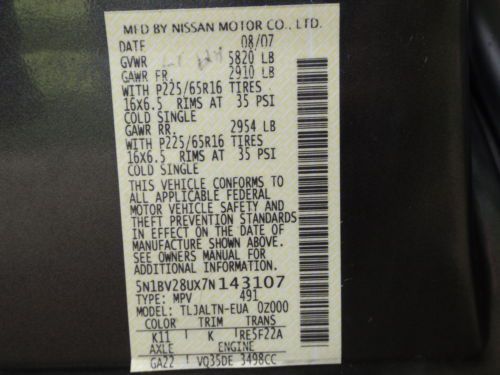 MFD BY NISSAN MOTOR CO., LTD.
DATE 08/07
GVWR 5820 LB
GAWR FR. 2910 LB
WITH P225/65R16 TIRES
16X6.5 RIMS AT 35 PSI
COLD SINGLE
GAWR RR. 2954 LB
WITH P225/65R16 TIRES
16X6.5 RIMS AT 35 PSI
COLD SINGLE
THIS VEHICLE CONFORMS TO
ALL APPLICABLE FEDERAL
MOTOR VEHICLE SAFETY AND
THEFT PREVENTION STANDARDS
IN EFFECT ON THE DATE OF
MANUFACTURE SHOWN ABOVE.
SEE OWNERS MANUAL FOR
ADDITIONAL INFORMATION.
5N1BV28UX7N143107
TYPE: MPV 491
MODEL: TLJALTN-EUA 0Z000
COLOR TRIM TRANS
K11 K RE5F22A
AXLE ENGINE
GA22 VQ35DE 3498CC